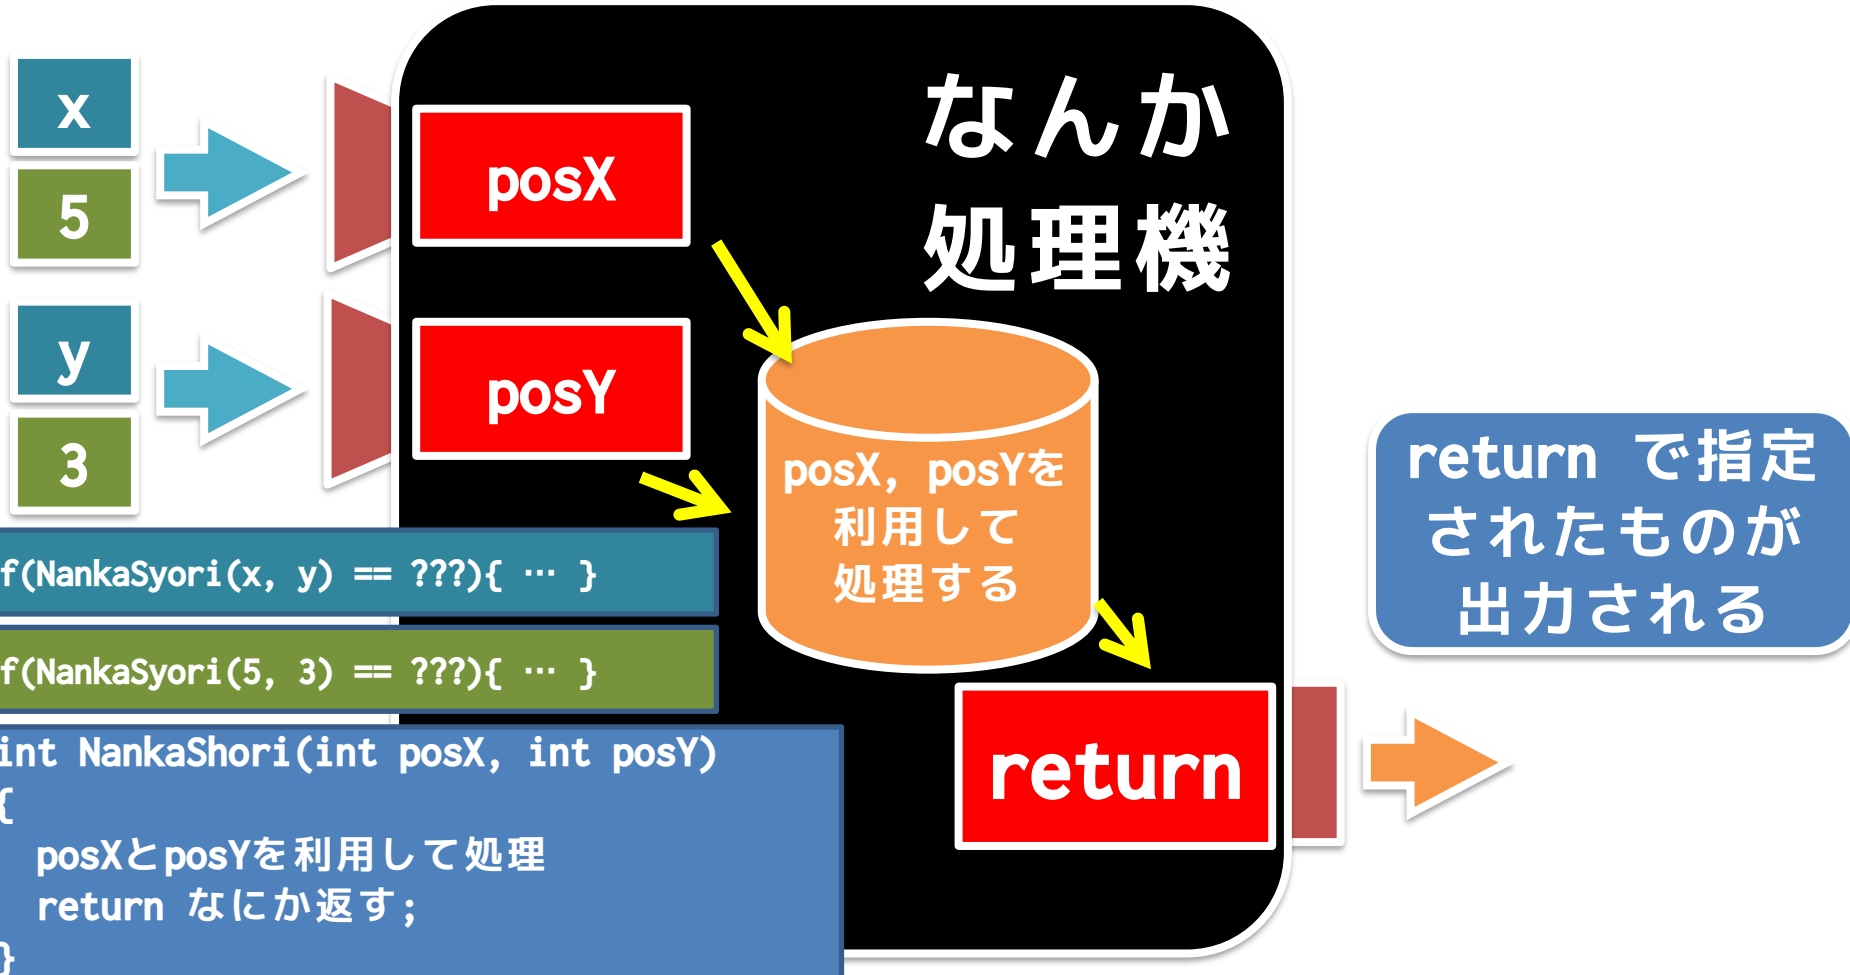 x
5
y
3
posX
posY
なんか
処理機
posX, posYを
利用して
処理する
return
return で指定
されたものが
出力される
f(NankaSyori(x, y) == ???){ … }
f(NankaSyori(5, 3) == ???){ … }
int NankaShori(int posX, int posY)
{
posXとposYを利用して処理
return なにか返す;
}